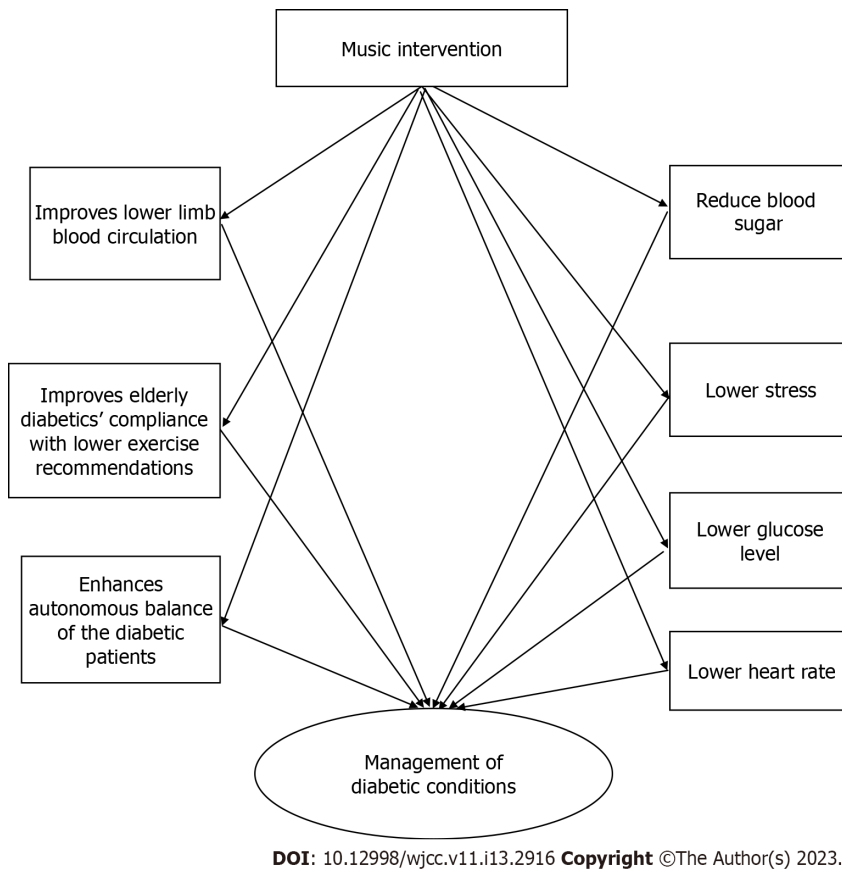 Music intervention
Improves lower limb
blood circulation
Reduce blood
sugar
Improves elderly
diabetics’ compliance
with lower exercise
recommendations
Lower stress
Lower glucose
level
Enhances
autonomous balance
of the diabetic
patients
Lower heart rate
Management of
diabetic conditions
DOI: 10.12998/wjcc.v11.i13.2916 Copyright ©The Author(s) 2023.